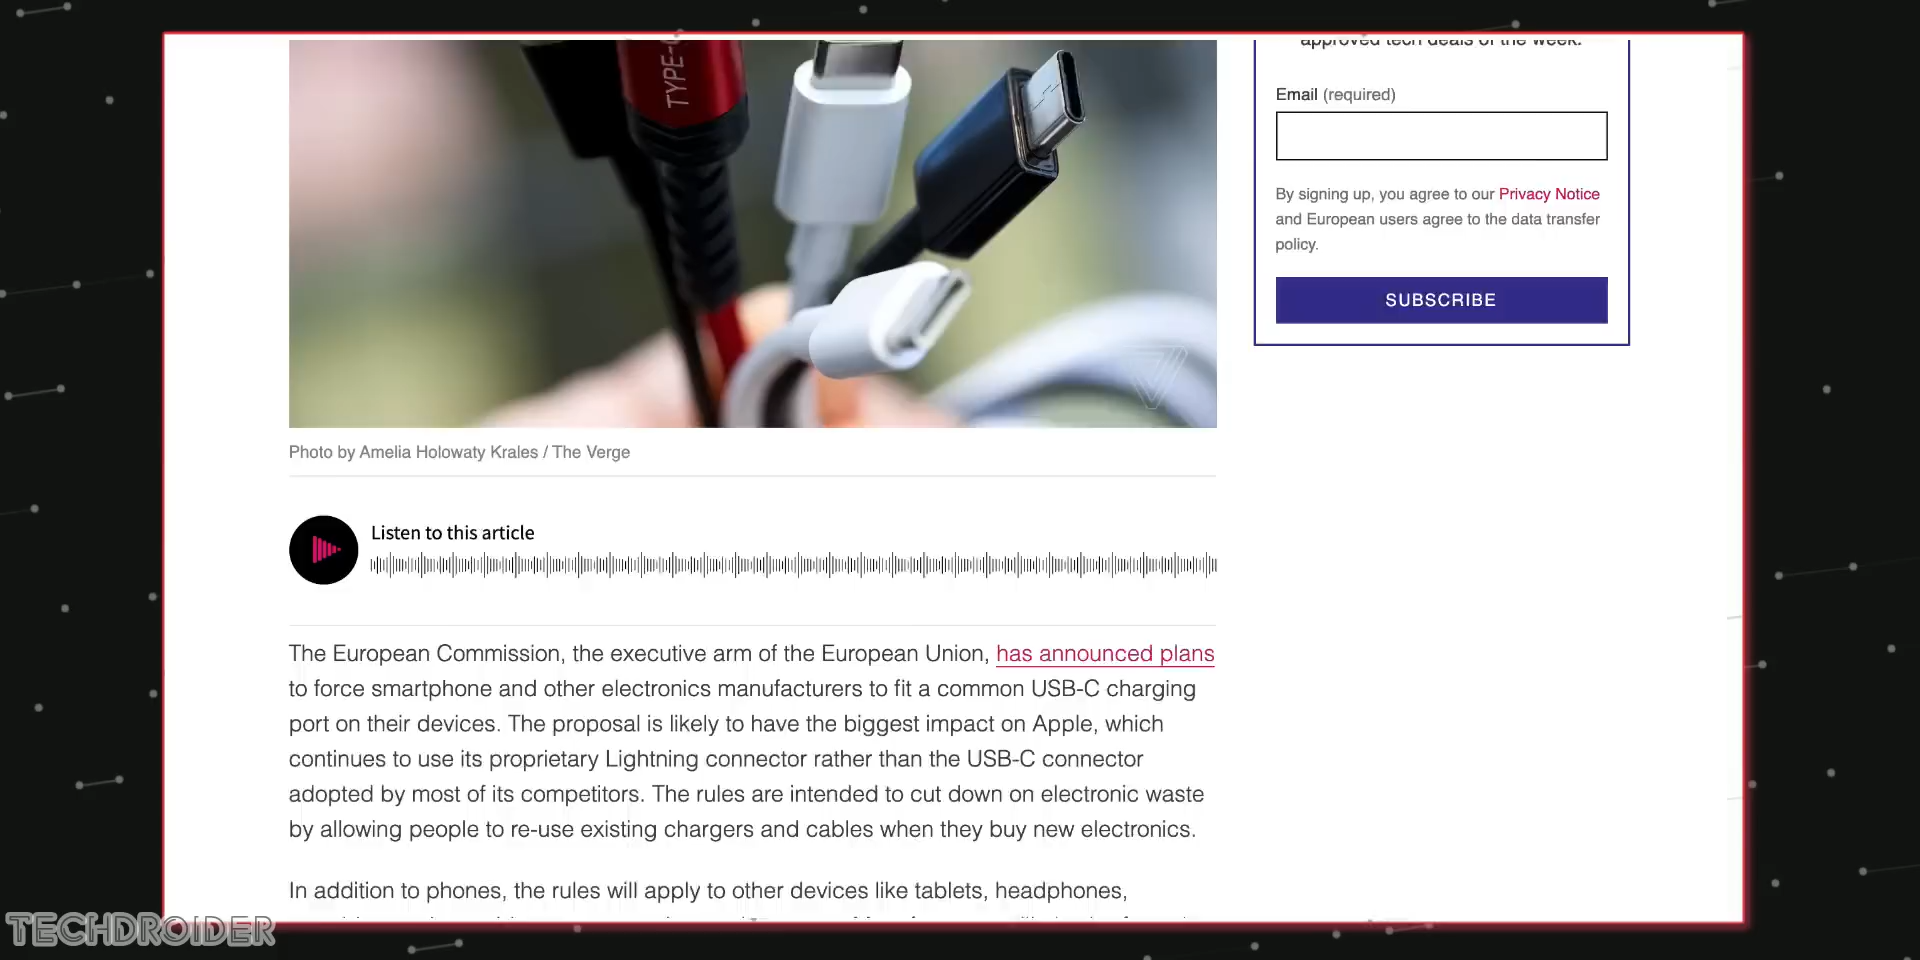 TYPE-C
approved tech deals of the week.
Email (required)
By signing up, you agree to our Privacy Notice
and European users agree to the data transfer
policy.
SUBSCRIBE
Photo by Amelia Holowaty Krales / The Verge
Listen to this article
The European Commission, the executive arm of the European Union, has announced plans
to force smartphone and other electronics manufacturers to fit a common USB-C charging
port on their devices. The proposal is likely to have the biggest impact on Apple, which
continues to use its proprietary Lightning connector rather than the USB-C connector
adopted by most of its competitors. The rules are intended to cut down on electronic waste
by allowing people to re-use existing chargers and cables when they buy new electronics.
In addition to phones, the rules will apply to other devices like tablets, headphones,
TECHDROIDER